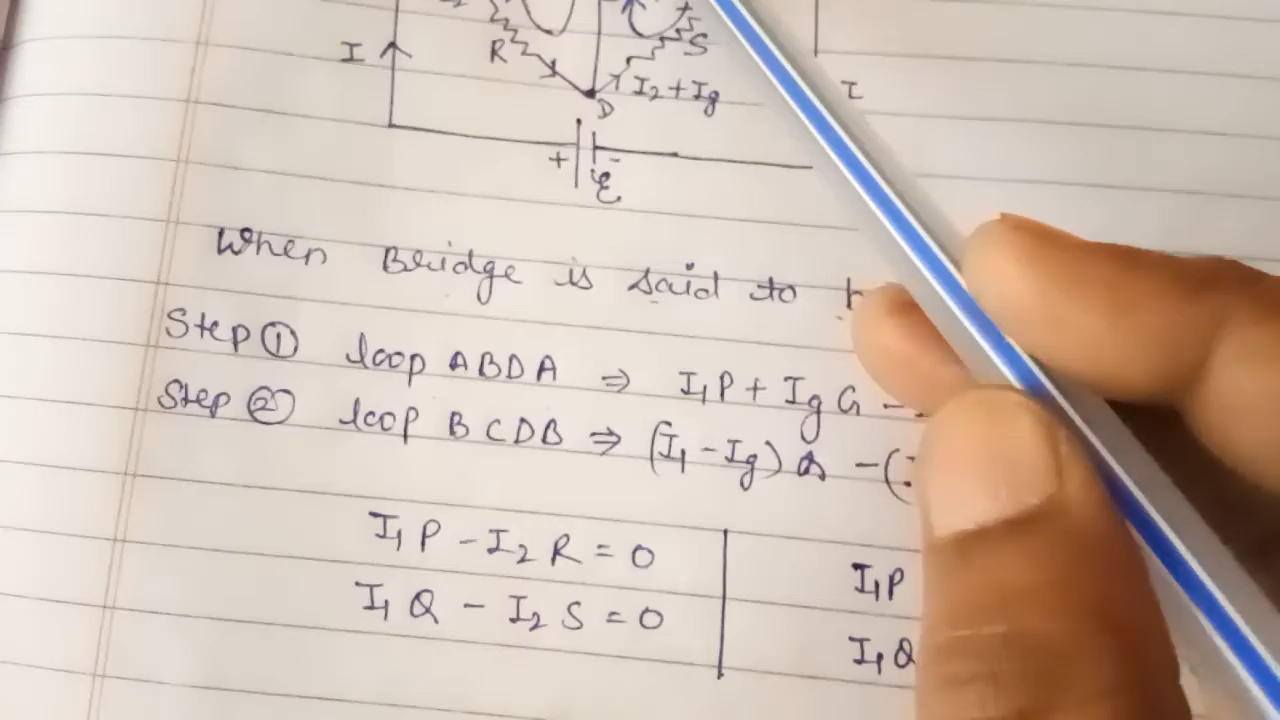 R
S
I
I₂+Ig
D
I
+
-
ε
When Bridge is said to
Step ① loop ABDA ⇒ I₁P + Ig G -
Step ② loop BCDB ⇒ (I₁ - Ig) Q -(
I₁P - I₂R = 0
I₁P
I₁Q - I₂S = 0
I₁Q